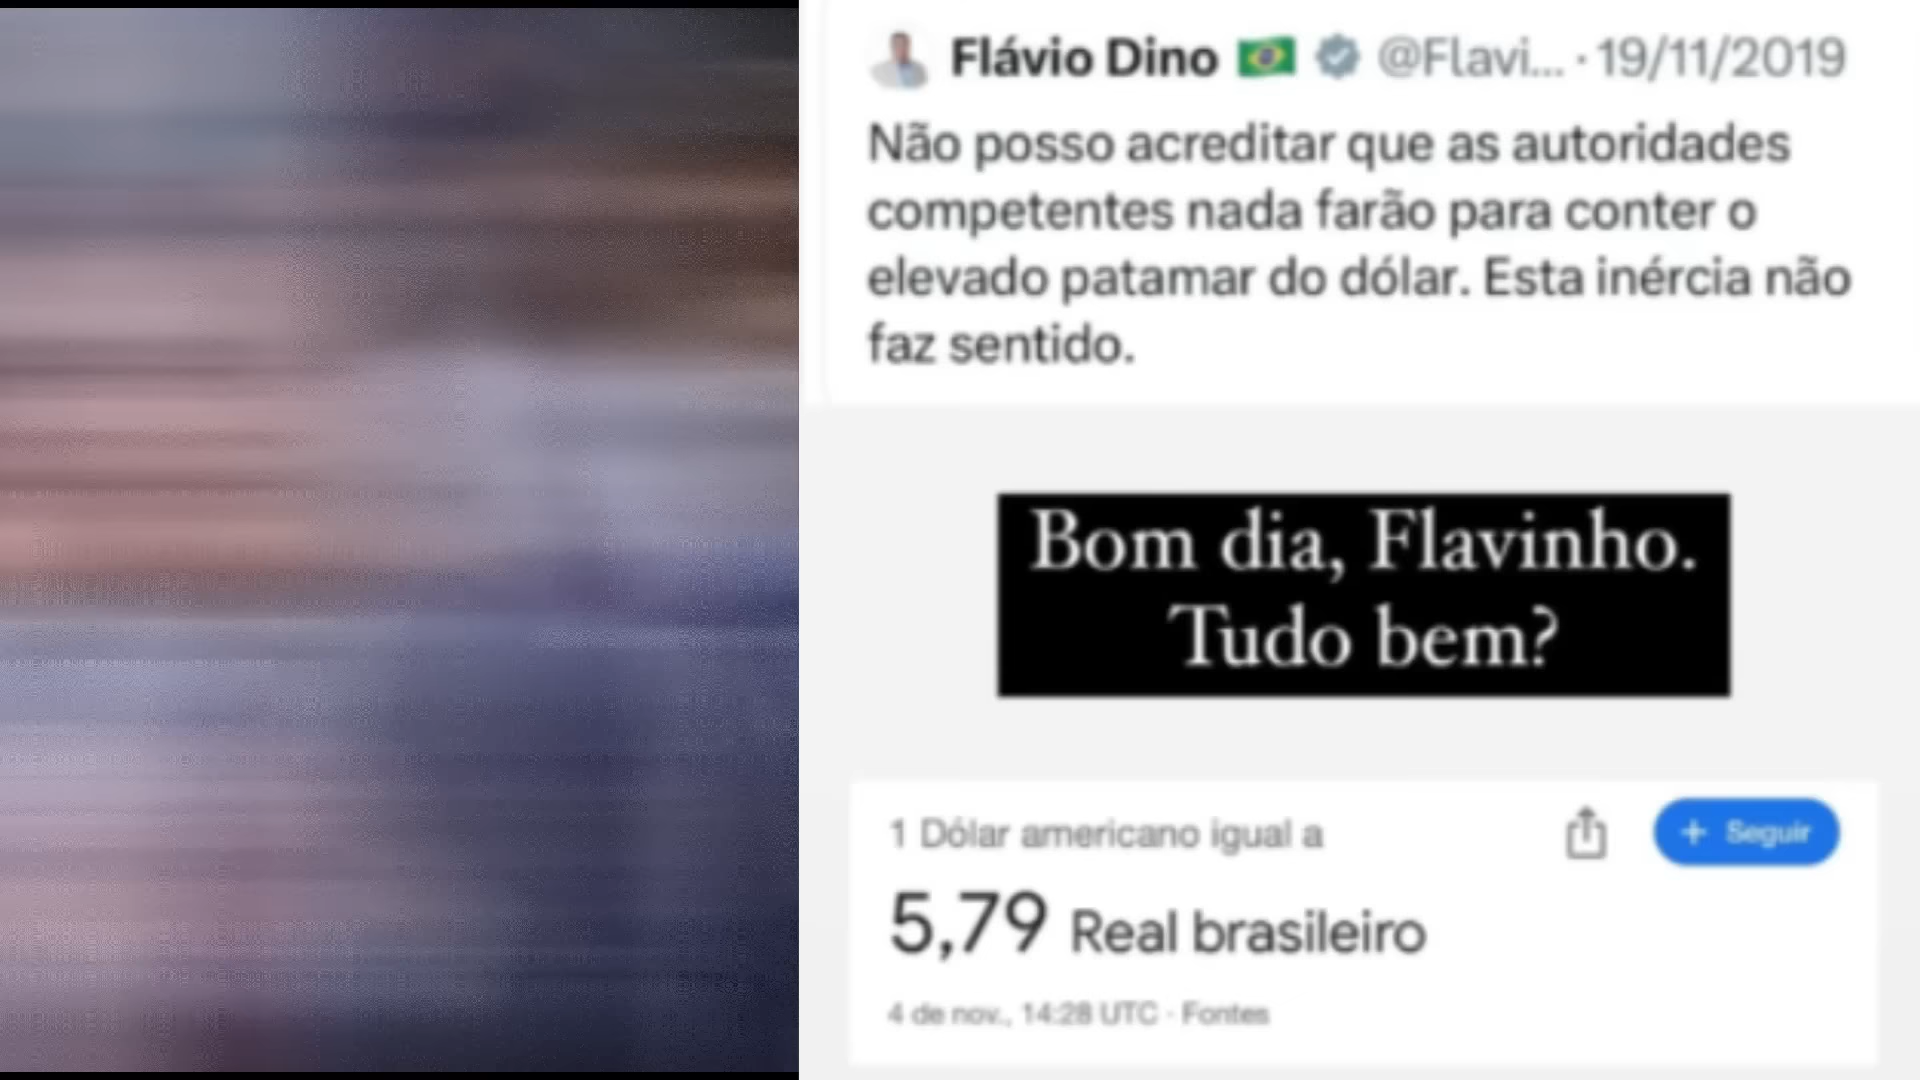 Flávio Dino @Flavi... · 19/11/2019
Não posso acreditar que as autoridades
competentes nada farão para conter o
elevado patamar do dólar. Esta inércia não
faz sentido.
Bom dia, Flavinho.
Tudo bem?
1 Dólar americano igual a
+ Seguir
5,79 Real brasileiro
4 de nov., 14:28 UTC · Fontes